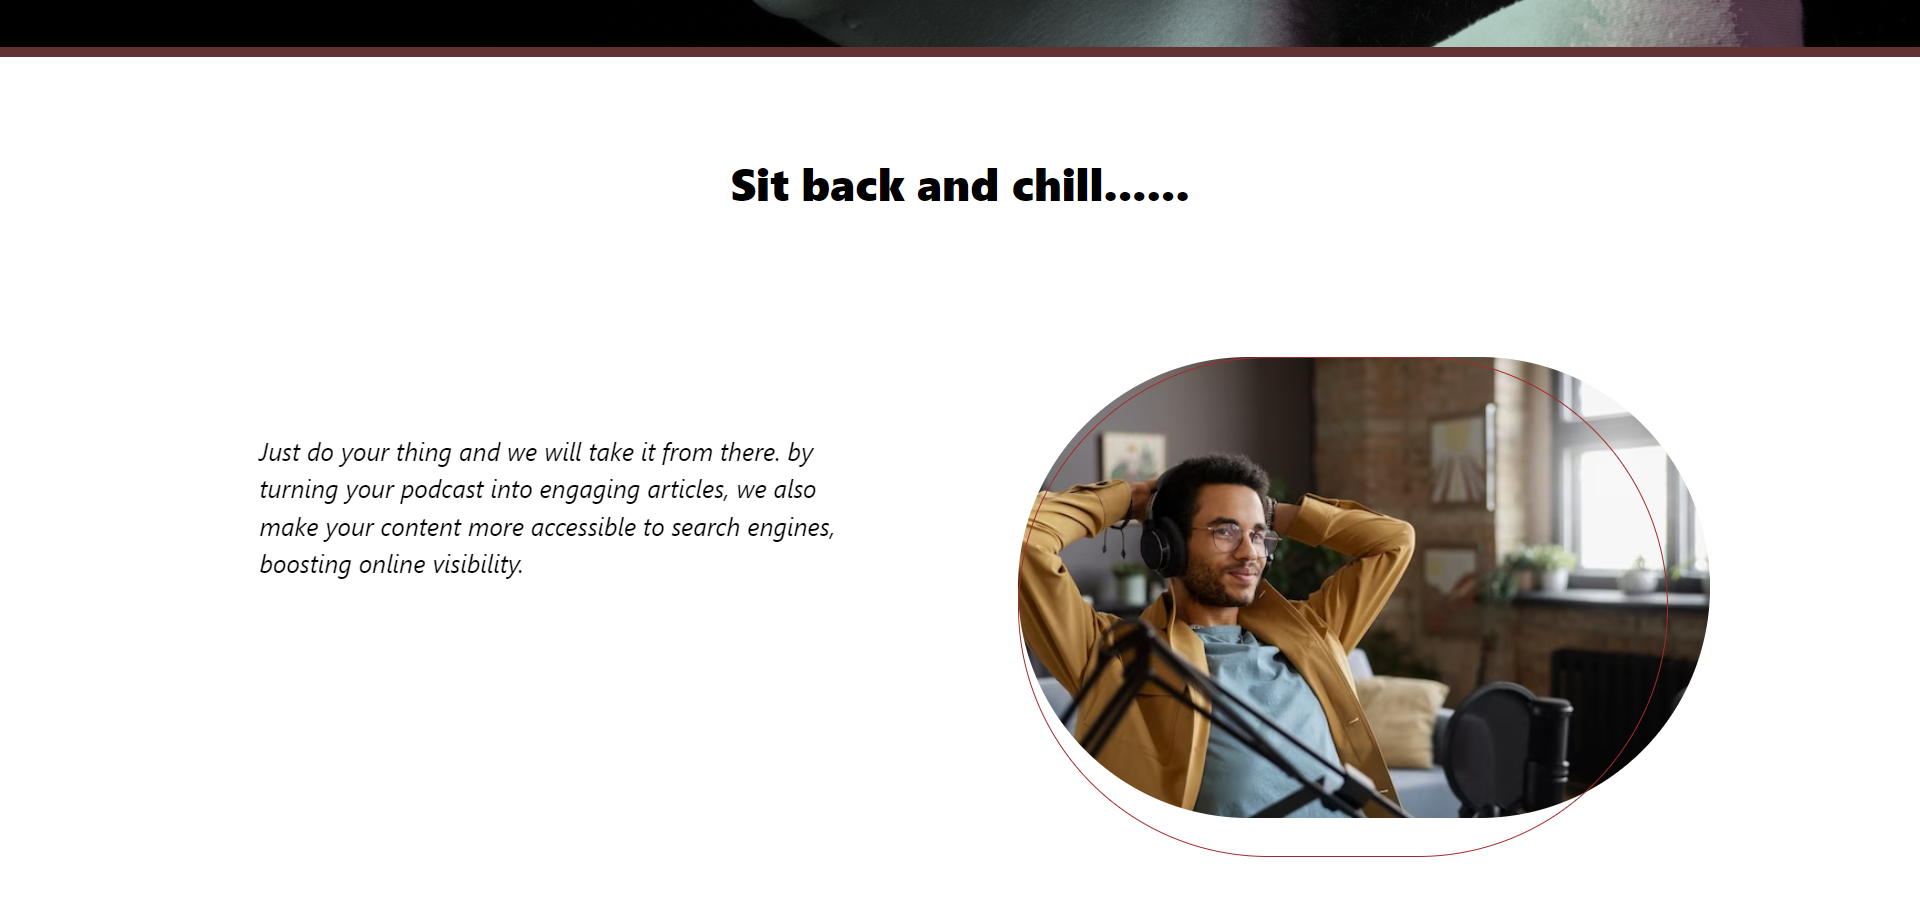 Sit back and chill......
Just do your thing and we will take it from there. by
turning your podcast into engaging articles, we also
make your content more accessible to search engines,
boosting online visibility.